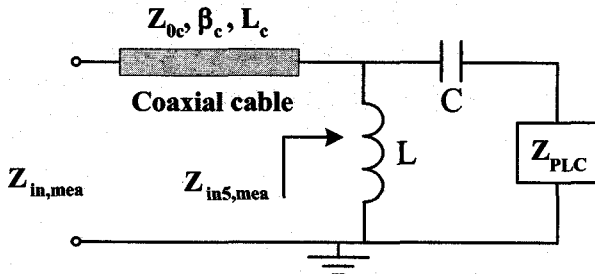 Z0c, βc, Lc
Coaxial cable
C
L
ZPLC
Zin,mea
Zin5,mea